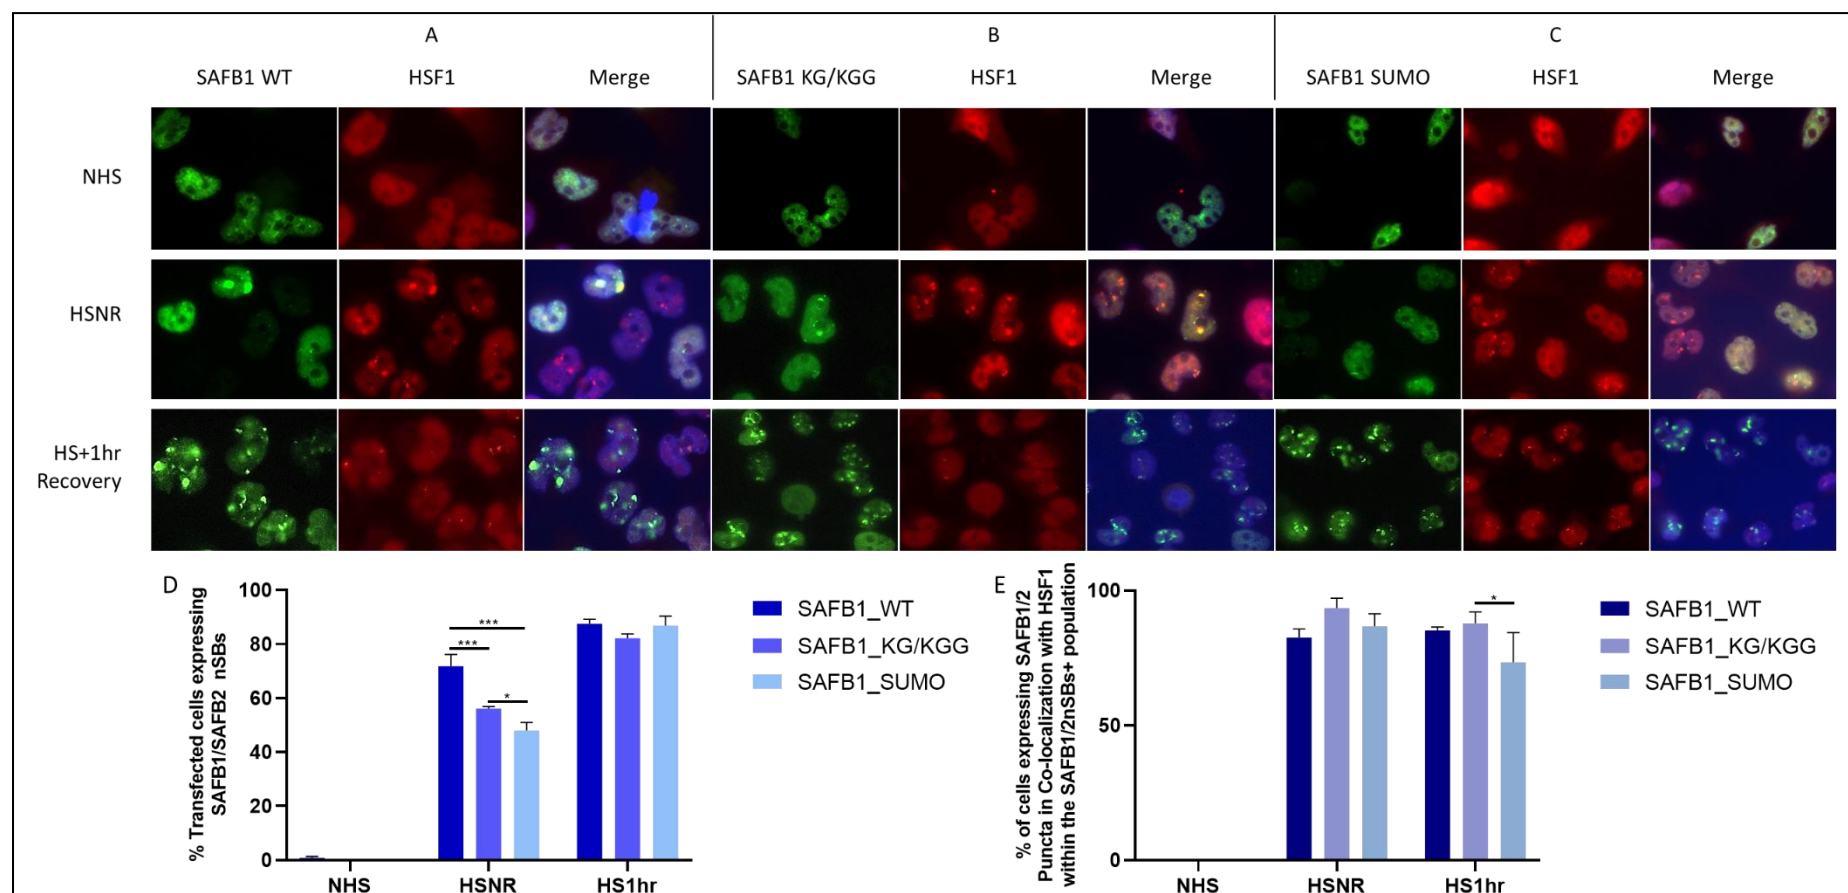 A
B
C
SAFB1 WT
HSF1
Merge
SAFB1 KG/KGG
HSF1
Merge
SAFB1 SUMO
HSF1
Merge
NHS
HSNR
HS+1hr
Recovery
D
% Transfected cells expressing
SAFB1/SAFB2 nSBs
100
80
60
40
20
0
***
***
*
NHS
HSNR
HS1hr
SAFB1_WT
SAFB1_KG/KGG
SAFB1_SUMO
E
% of cells expressing SAFB1/2
Puncta in Co-localization with HSF1
within the SAFB1/2nSBs+ population
100
50
0
*
NHS
HSNR
HS1hr
SAFB1_WT
SAFB1_KG/KGG
SAFB1_SUMO